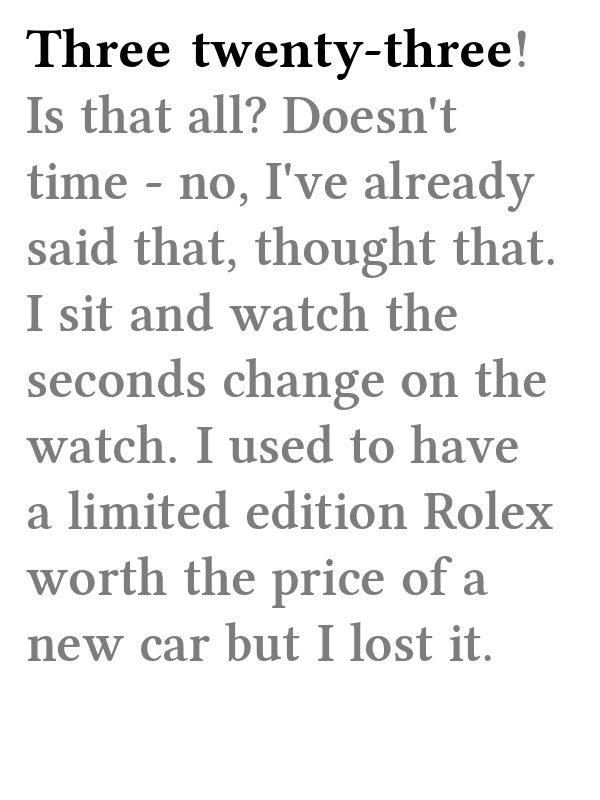 Three twenty-three!
Is that all? Doesn't
time - no, I've already
said that, thought that.
I sit and watch the
seconds change on the
watch. I used to have
a limited edition Rolex
worth the price of a
new car but I lost it.